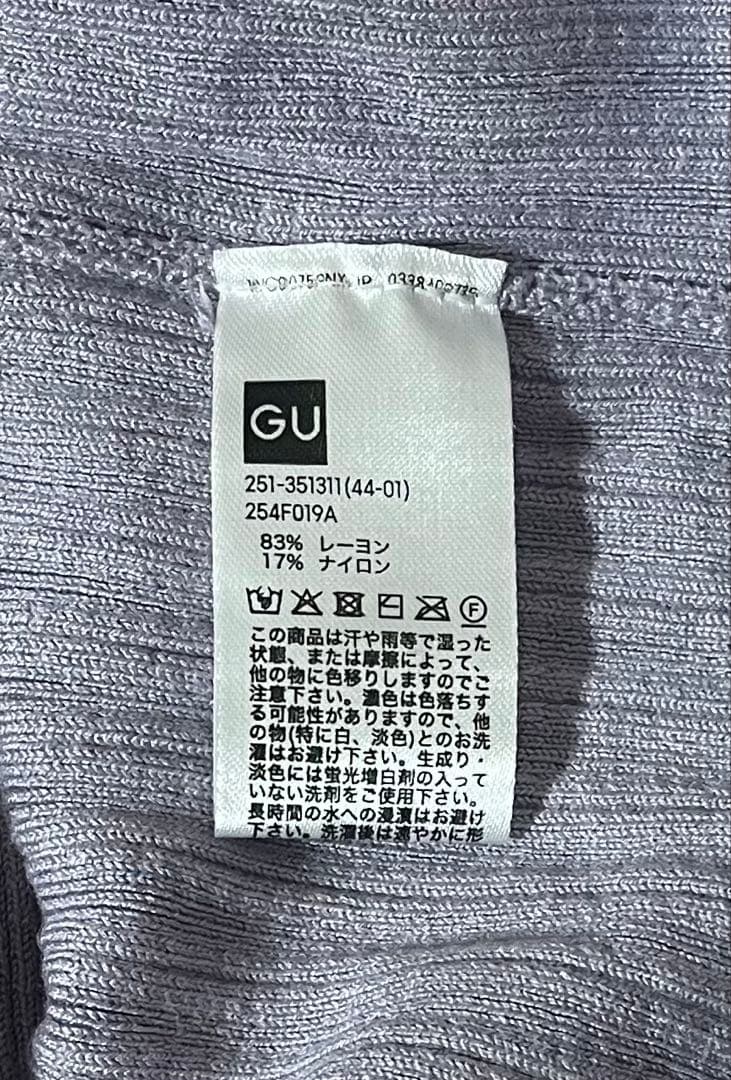 GU
251-351311(44-01)
254F019A
83% レーヨン
17% ナイロン
F
この商品は汗や雨等で湿った
状態、または摩擦によって、
他の物に色移りしますのでご
注意下さい。濃色は色落ちす
る可能性がありますので、他
の物(特に白、淡色)とのお洗
濯はお避け下さい。生成り・
淡色には蛍光増白剤の入って
いない洗剤をご使用下さい。
長時間の水への浸漬はお避け
下さい。洗濯後は速やかに形